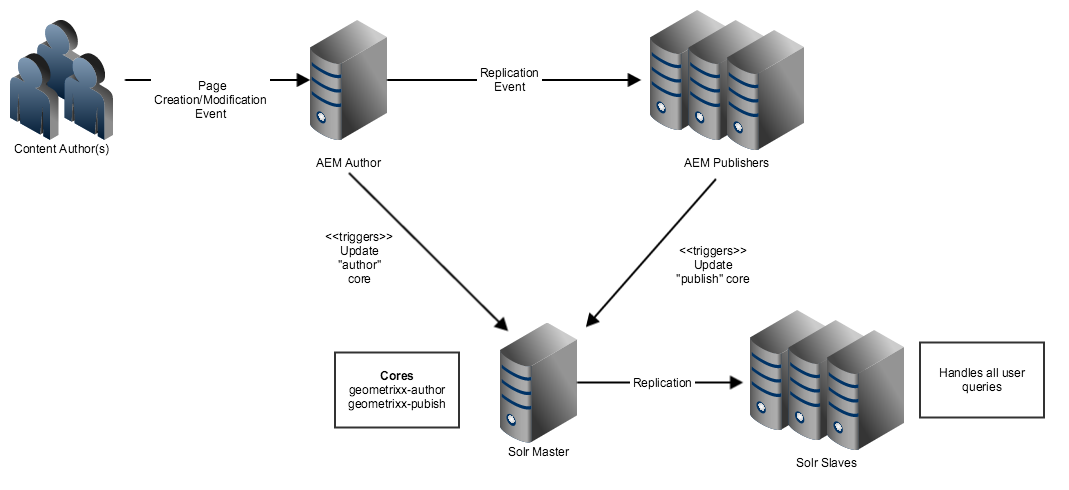 Page
Creation/Modification
Event
Replication
Event
Content Author(s)
AEM Author
AEM Publishers
<<triggers>>
Update
"author"
core
<<triggers>>
Update
"publish" core
Cores
geometrixx-author
geometrixx-pubish
Replication
Handles all user
queries
Solr Master
Solr Slaves